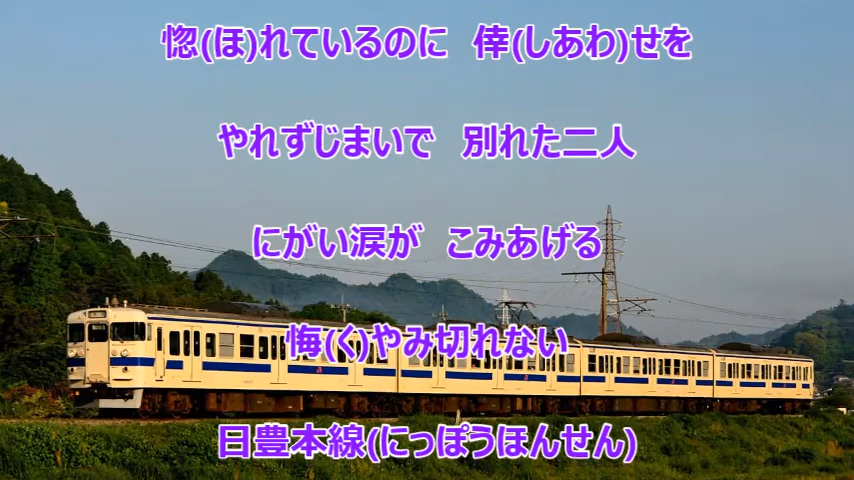 惚(ほ)れているのに　倖(しあわ)せを
やれずじまいで　別れた二人
にがい涙が　こみあげる
悔(く)やみ切れない
日豊本線(にっぽうほんせん)